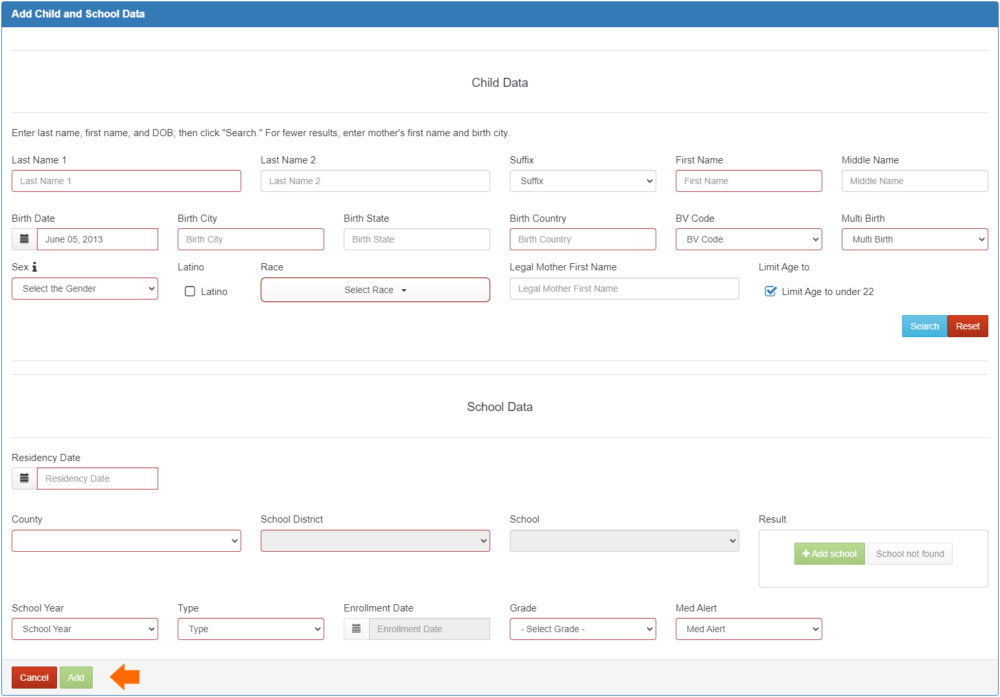 Add Child and School Data
Child Data
Enter last name, first name, and DOB; then click "Search." For fewer results, enter mother's first name and birth city.
Last Name 1 Last Name 2 Suffix First Name Middle Name
Last Name 1 Last Name 2 Suffix First Name Middle Name
Birth Date Birth City Birth State Birth Country BV Code Multi Birth
June 05, 2013 Birth City Birth State Birth Country BV Code Multi Birth
Sex Latino Race Legal Mother First Name Limit Age to
Select the Gender Latino Select Race Legal Mother First Name Limit Age to under 22
Search Reset
School Data
Residency Date
Residency Date
County School District School Result
Add school School not found
School Year Type Enrollment Date Grade Med Alert
School Year Type Enrollment Date - Select Grade - Med Alert
Cancel Add